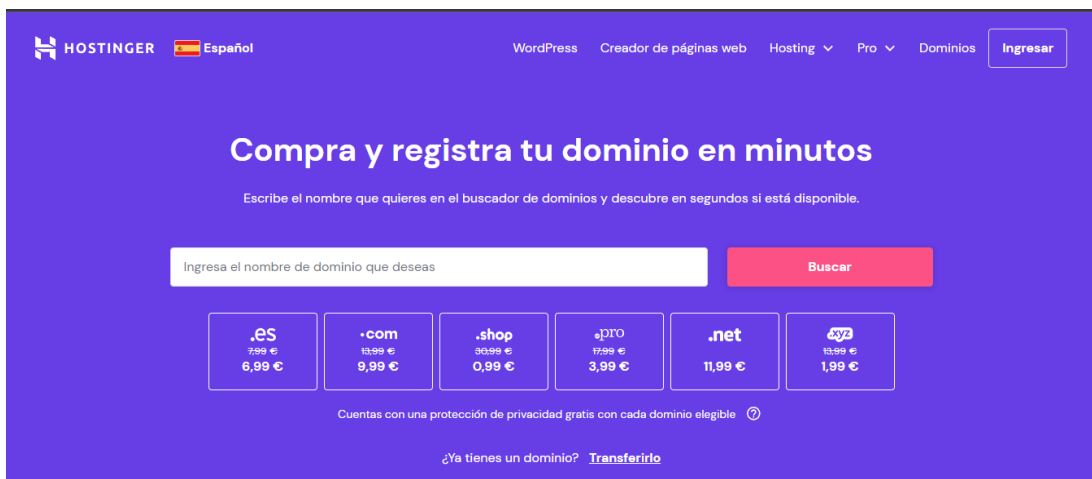 HOSTINGER Español WordPress Creador de páginas web Hosting Pro Dominios Ingresar
Compra y registra tu dominio en minutos
Escribe el nombre que quieres en el buscador de dominios y descubre en segundos si está disponible.
Ingresa el nombre de dominio que deseas Buscar
.es .com .shop .pro .net .xyz
7,99 € 13,99 € 30,99 € 17,99 € 13,99 €
6,99 € 9,99 € 0,99 € 3,99 € 11,99 € 1,99 €
Cuentas con una protección de privacidad gratis con cada dominio elegible ?
¿Ya tienes un dominio? Transferirlo